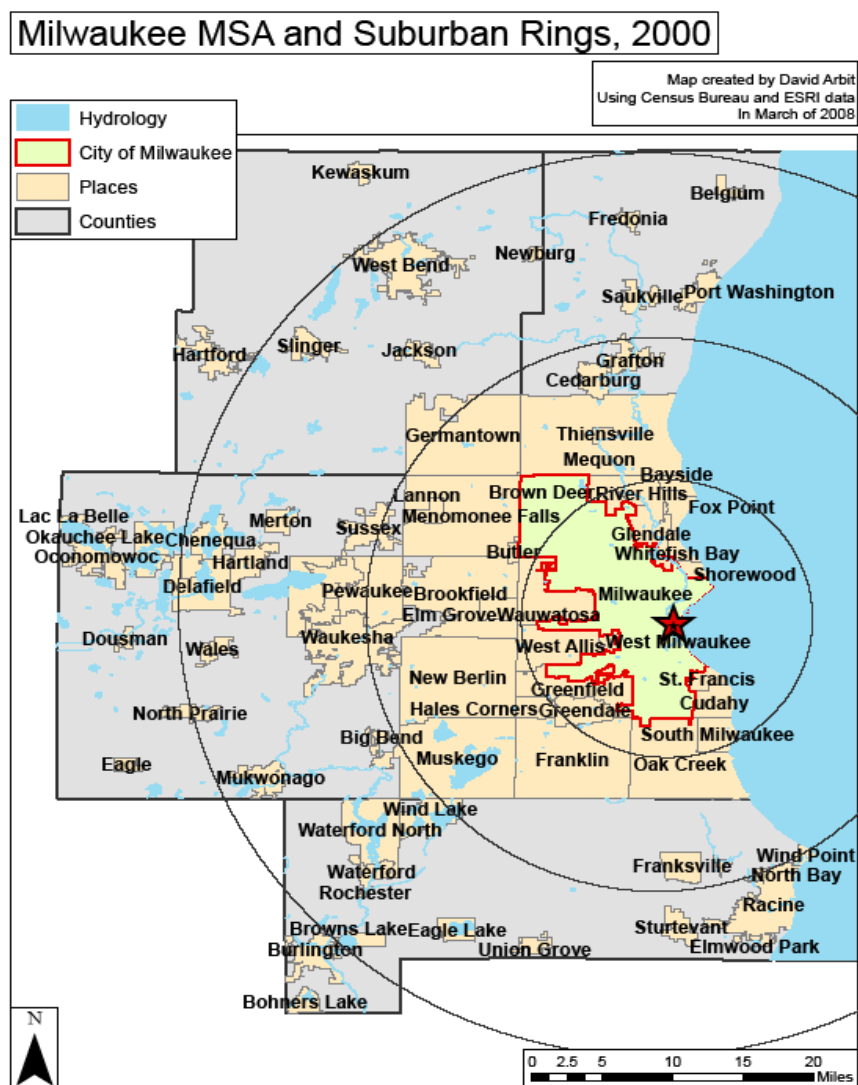 Milwaukee MSA and Suburban Rings, 2000
Map created by David Arbit
Using Census Bureau and ESRI data
In March of 2008
Hydrology
City of Milwaukee
Places
Counties
Kewaskum
Belgium
Fredonia
Newburg
West Bend
Saukville
Port Washington
Hartford
Slinger
Jackson
Grafton
Cedarburg
Germantown
Thiensville
Mequon
Bayside
Lannon
Brown Deer
River Hills
Fox Point
Lac La Belle
Merton
Sussex
Menomonee Falls
Okauchee Lake
Chenequa
Glendale
Oconomowoc
Hartland
Butler
Whitefish Bay
Shorewood
Delafield
Pewaukee
Brookfield
Milwaukee
Elm Grove
Wauwatosa
Dousman
Wales
Waukesha
West Allis
West Milwaukee
New Berlin
Greenfield
St. Francis
North Prairie
Hales Corners
Greendale
Cudahy
Big Bend
South Milwaukee
Eagle
Mukwonago
Muskego
Franklin
Oak Creek
Wind Lake
Waterford North
Waterford
Rochester
Franksville
Wind Point
North Bay
Racine
Browns Lake
Eagle Lake
Sturtevant
Burlington
Union Grove
Elmwood Park
Bohners Lake
N
0 2.5 5 10 15 20
Miles